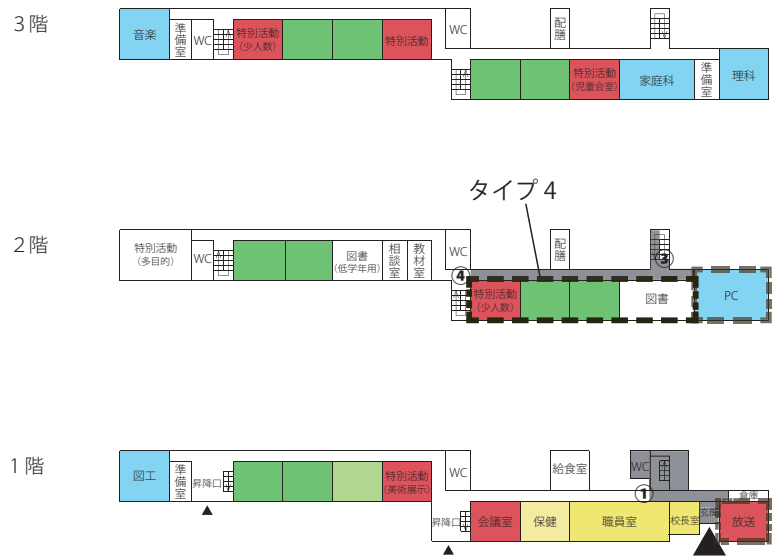 3 階
音楽
準備室
WC
特別活動
(少人数)
特別活動
WC
配膳
特別活動
(児童会室)
家庭科
準備室
理科
タイプ 4
2 階
特別活動
(多目的)
WC
図書
(低学年用)
相談室
教材室
WC
配膳
③
④
特別活動
(少人数)
図書
PC
1 階
図工
準備室
昇降口
特別活動
(美術展示)
WC
給食室
WC
①
昇降口
会議室
保健
職員室
校長室
玄関
倉庫
放送